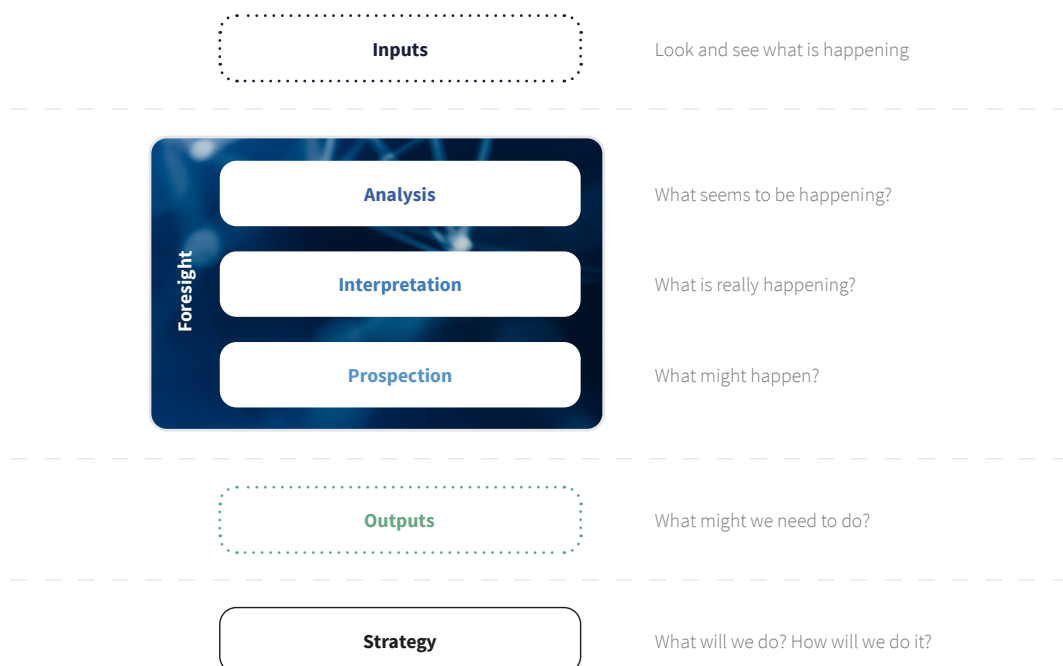 Inputs
Look and see what is happening
Foresight
Analysis
What seems to be happening?
Interpretation
What is really happening?
Prospection
What might happen?
Outputs
What might we need to do?
Strategy
What will we do? How will we do it?